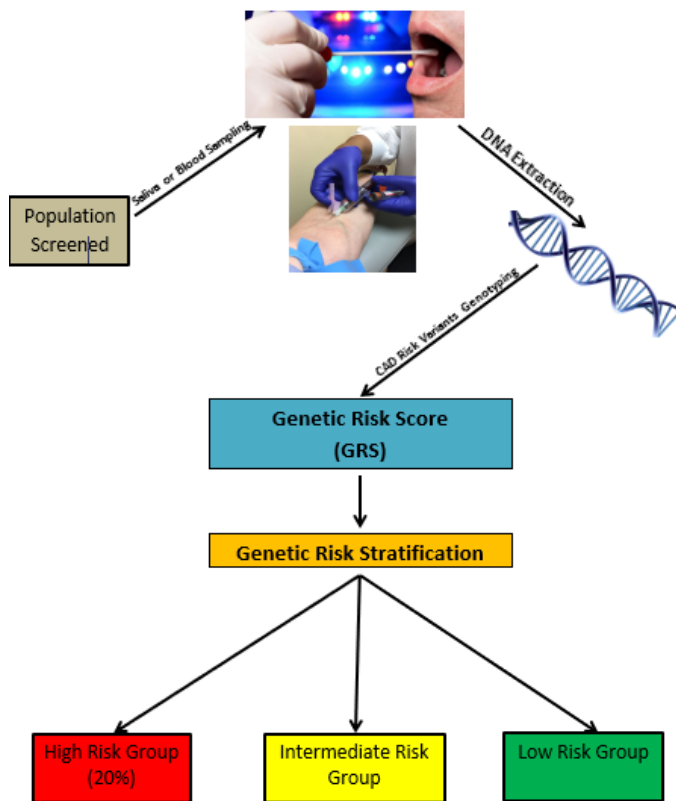 Saliva or Blood Sampling
DNA Extraction
Population
Screened
CAD Risk Variants Genotyping
Genetic Risk Score
(GRS)
Genetic Risk Stratification
High Risk Group
(20%)
Intermediate Risk
Group
Low Risk Group